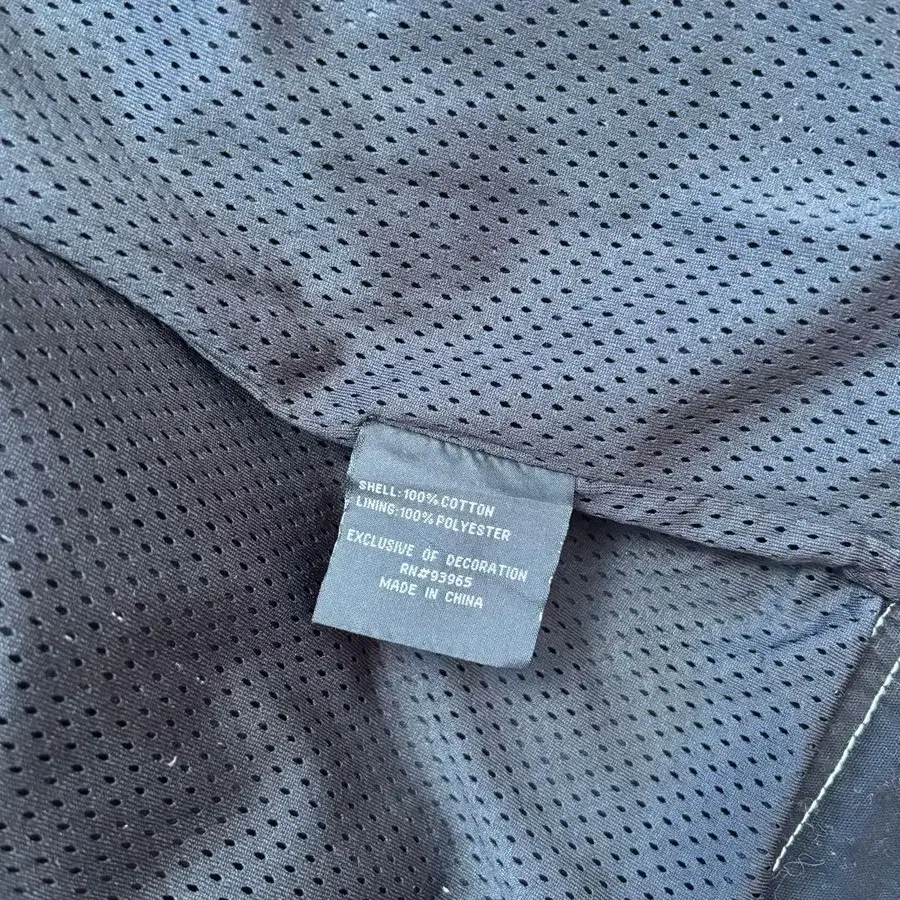 SHELL:100% COTTON
LINING:100% POLYESTER
EXCLUSIVE OF DECORATION
RN#93965
MADE IN CHINA